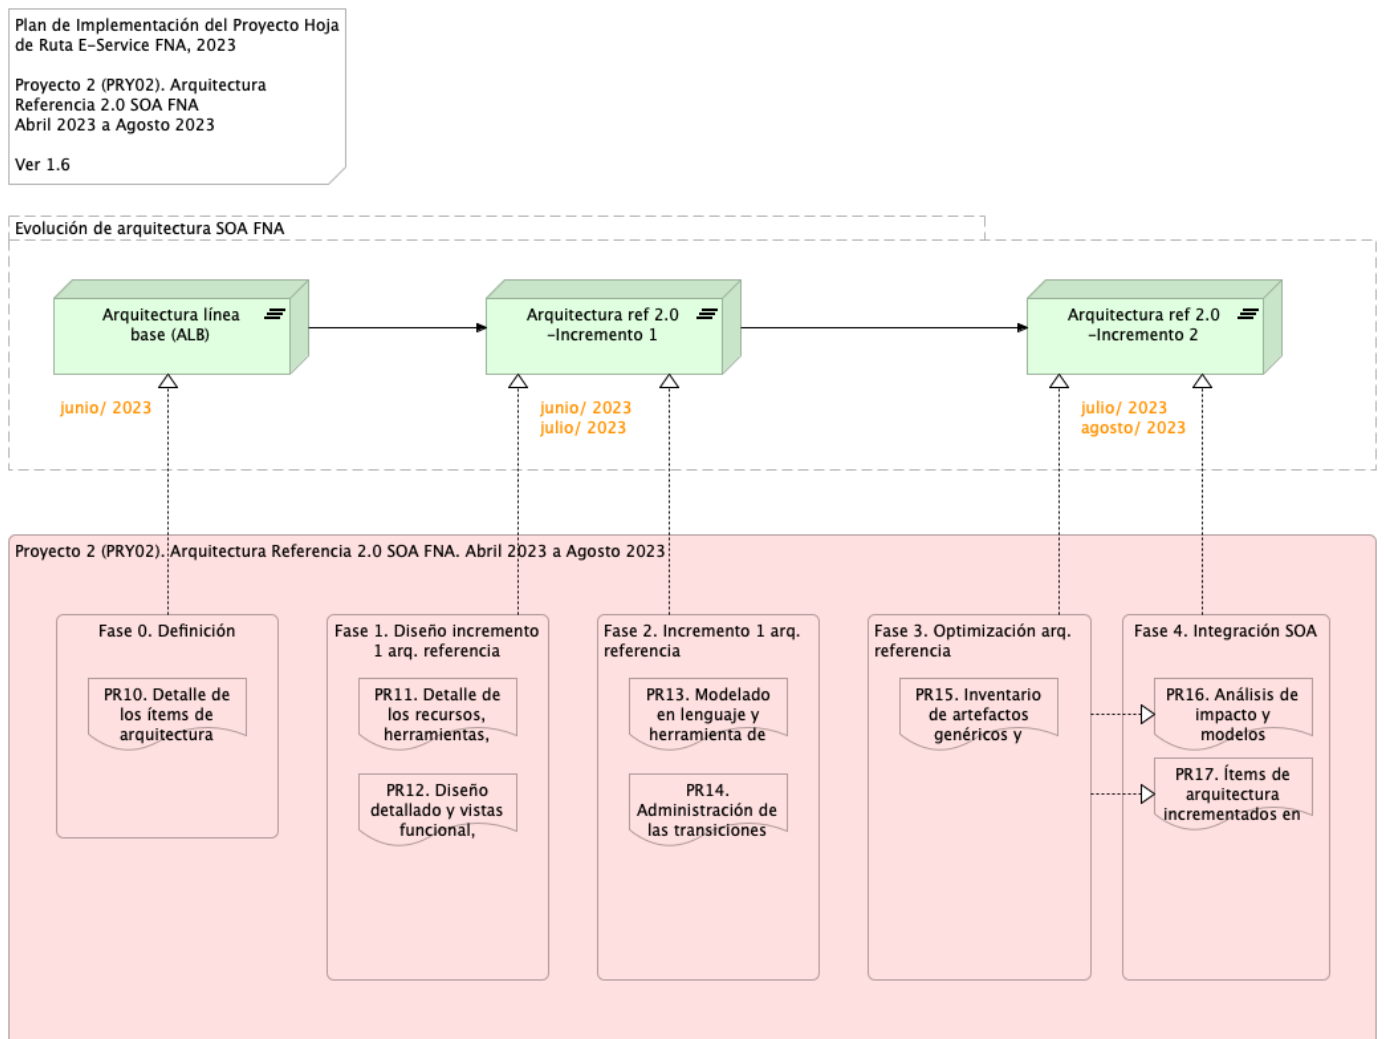 Plan de Implementación del Proyecto Hoja
de Ruta E-Service FNA, 2023
Proyecto 2 (PRY02). Arquitectura
Referencia 2.0 SOA FNA
Abril 2023 a Agosto 2023
Ver 1.6
Evolución de arquitectura SOA FNA
Arquitectura línea
base (ALB)
Arquitectura ref 2.0
-Incremento 1
Arquitectura ref 2.0
-Incremento 2
junio/ 2023
junio/ 2023
julio/ 2023
julio/ 2023
agosto/ 2023
Proyecto 2 (PRY02). Arquitectura Referencia 2.0 SOA FNA. Abril 2023 a Agosto 2023
Fase 0. Definición
PR10. Detalle de
los ítems de
arquitectura
Fase 1. Diseño incremento
1 arq. referencia
PR11. Detalle de
los recursos,
herramientas,
PR12. Diseño
detallado y vistas
funcional,
Fase 2. Incremento 1 arq.
referencia
PR13. Modelado
en lenguaje y
herramienta de
PR14.
Administración de
las transiciones
Fase 3. Optimización arq.
referencia
PR15. Inventario
de artefactos
genéricos y
Fase 4. Integración SOA
PR16. Análisis de
impacto y
modelos
PR17. Ítems de
arquitectura
incrementados en